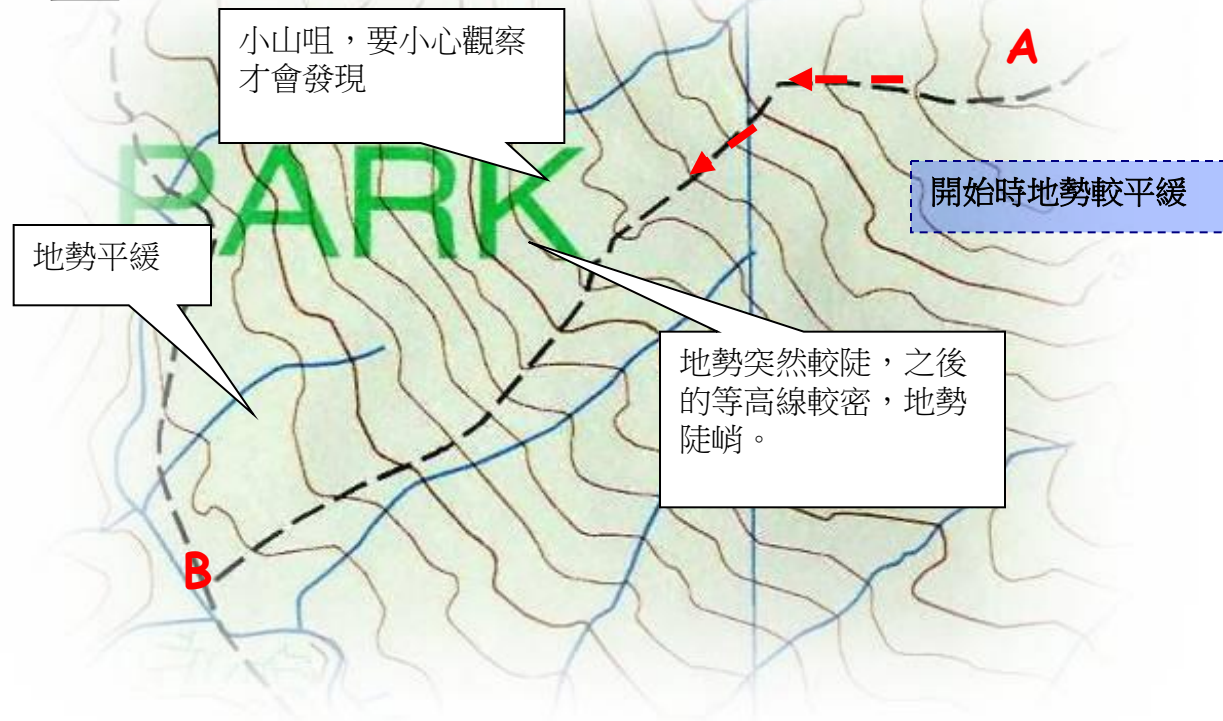 小山咀，要小心觀察
才會發現
A
開始時地勢較平緩
PARK
地勢平緩
地勢突然較陡，之後
的等高線較密，地勢
陡峭。
B